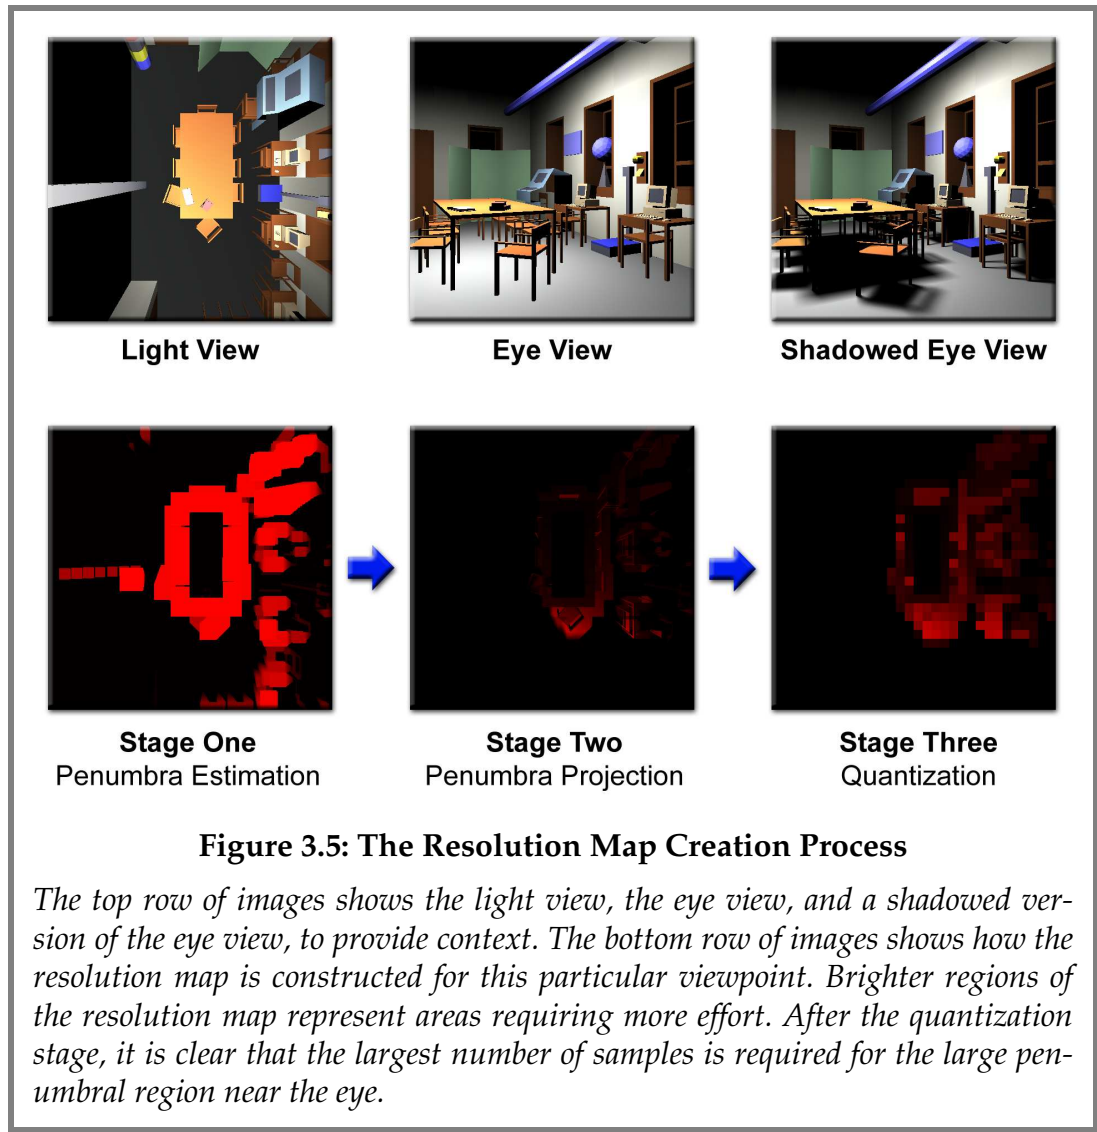 Light View
Eye View
Shadowed Eye View
Stage One
Penumbra Estimation
Stage Two
Penumbra Projection
Stage Three
Quantization
Figure 3.5: The Resolution Map Creation Process
The top row of images shows the light view, the eye view, and a shadowed ver-
sion of the eye view, to provide context. The bottom row of images shows how the
resolution map is constructed for this particular viewpoint. Brighter regions of
the resolution map represent areas requiring more effort. After the quantization
stage, it is clear that the largest number of samples is required for the large pen-
umbral region near the eye.